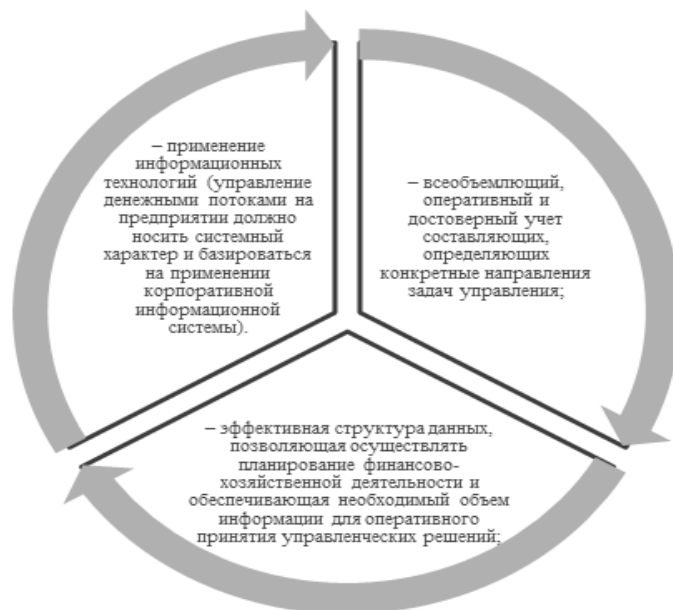 – применение
информационных
технологий (управление
денежными потоками на
предприятии должно
носить системный
характер и базироваться
на применении
корпоративной
информационной
системы).
– всеобъемлющий,
оперативный и
достоверный учет
составляющих,
определяющих
конкретные направления
задач управления;
– эффективная структура данных,
позволяющая осуществлять
планирование финансово-
хозяйственной деятельности и
обеспечивающая необходимый объем
информации для оперативного
принятия управленческих решений;